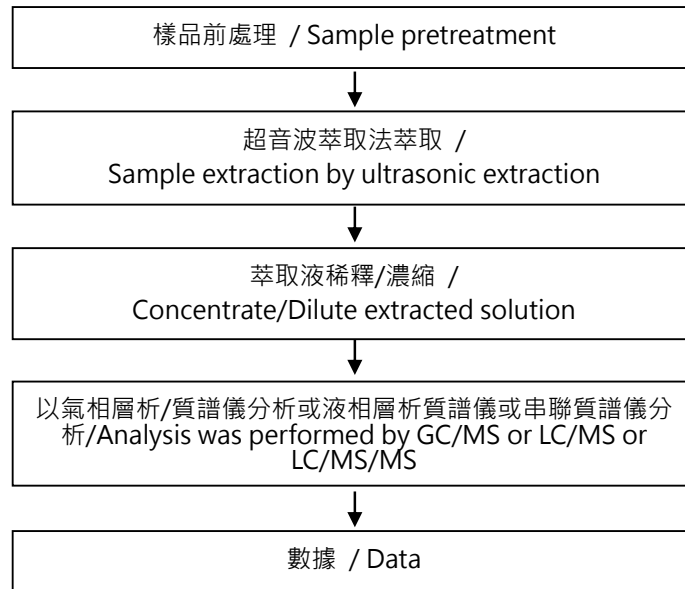 樣品前處理 / Sample pretreatment
超音波萃取法萃取 /
Sample extraction by ultrasonic extraction
萃取液稀釋/濃縮 /
Concentrate/Dilute extracted solution
以氣相層析/質譜儀分析或液相層析質譜儀或串聯質譜儀分
析/Analysis was performed by GC/MS or LC/MS or
LC/MS/MS
數據 / Data